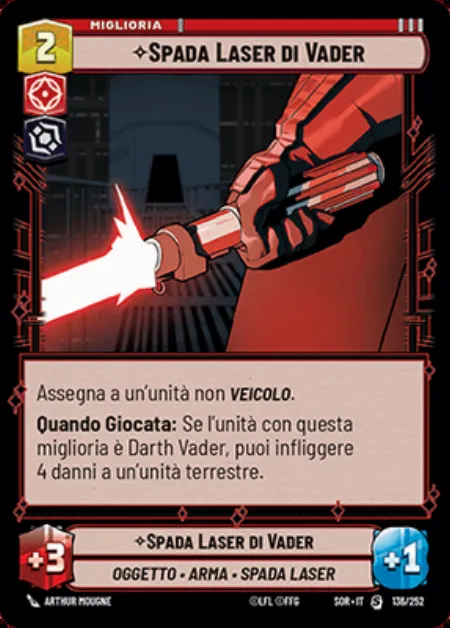 MIGLIORIA
2
✧SPADA LASER DI VADER
Assegna a un'unità non VEICOLO.
Quando Giocata: Se l'unità con questa
miglioria è Darth Vader, puoi infliggere
4 danni a un'unità terrestre.
+3
✧SPADA LASER DI VADER
+1
OGGETTO • ARMA • SPADA LASER
ARTHUR MOUGNE
©LFL ⒾFFG
SOR • IT
S
136/252